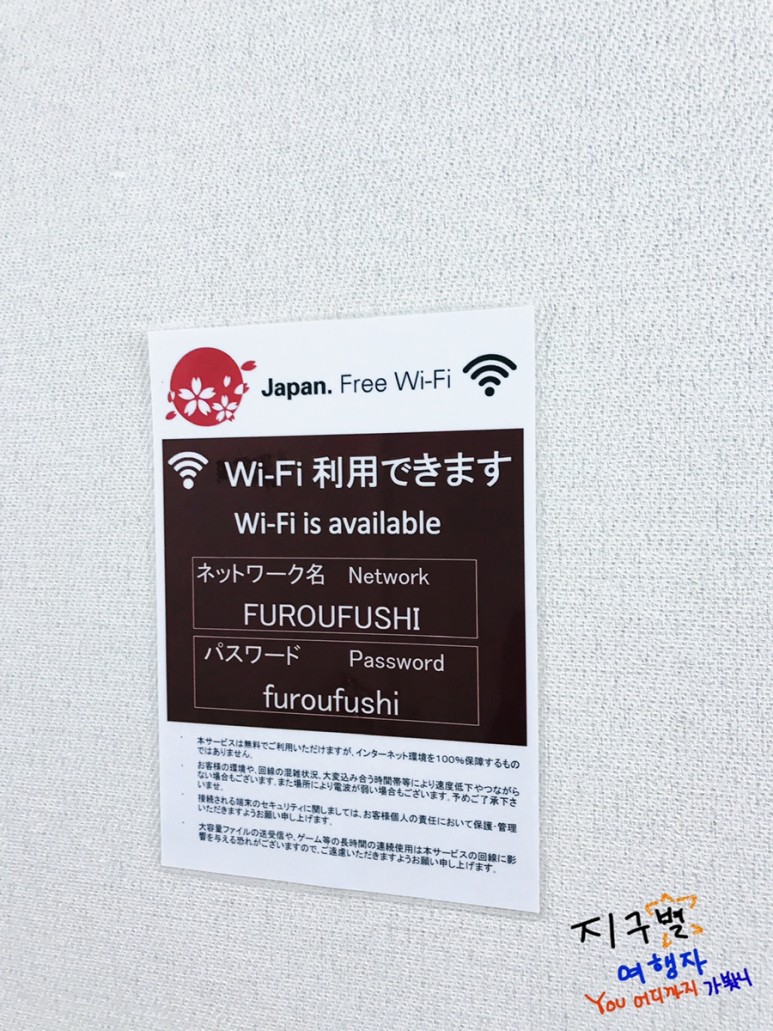 Japan. Free Wi-Fi
Wi-Fi 利用できます
Wi-Fi is available
ネットワーク名 Network
FUROUFUSHI
パスワード Password
furoufushi
・ 本サービスは無料でご利用いただけますが、インターネット環境を100%保障するもの
ではありません。
・ お客様の環境や、回線の混雑状況、大変込み合う時間帯等により速度低下やつながら
ない場合もございます。また場所により電波が弱い場合もございます。予めご了承下さ
いませ。
・ 接続される端末のセキュリティに関しましては、お客様個人の責任において保護・管理
いただきますようお願い申し上げます。
・ 大容量ファイルの送受信や、ゲーム等の長時間の連続使用は本サービスの回線に影
響を与える恐れがございますので、ご遠慮いただきますようお願い申し上げます。
지구별
여행자
You 어디까지 가봤니